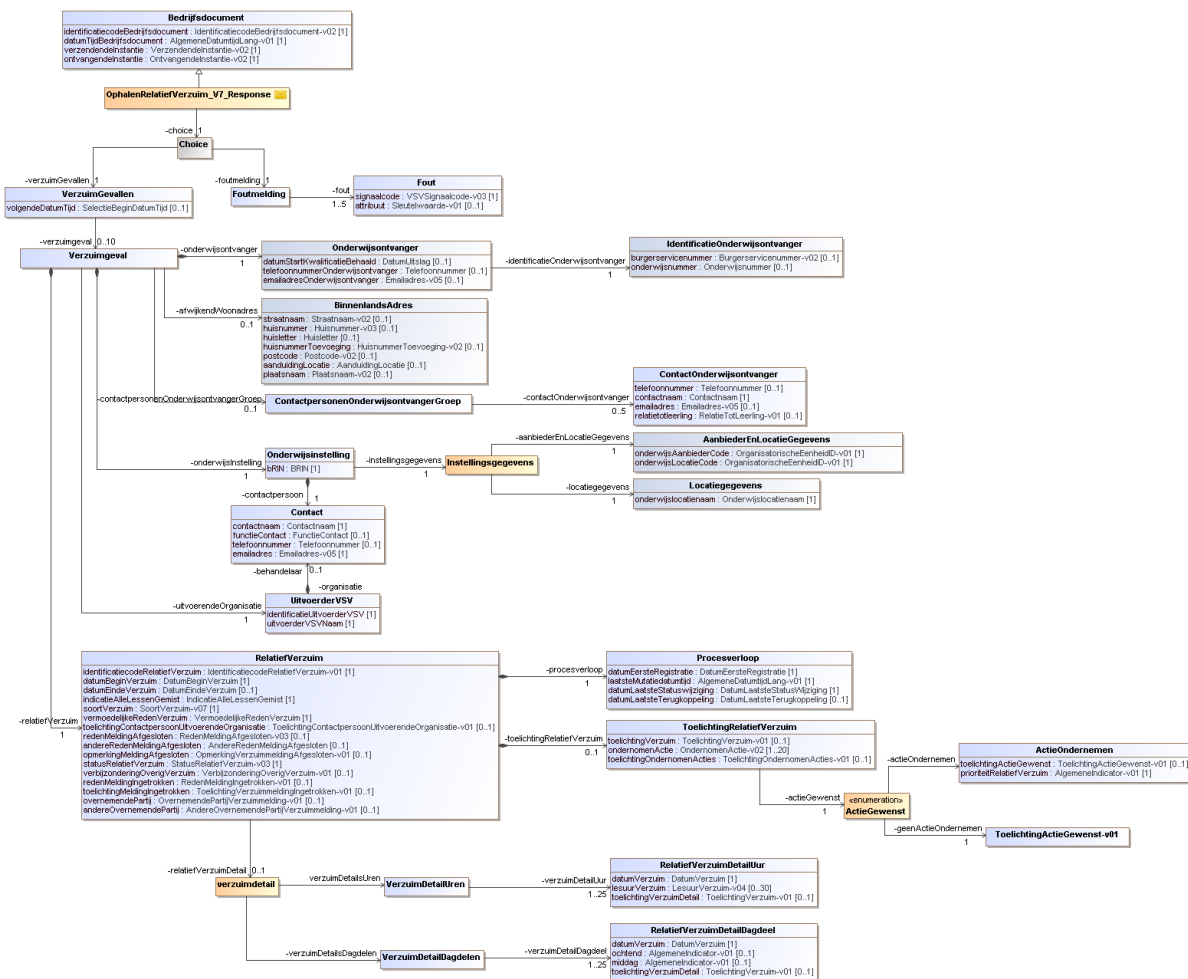 Bedrijfsdocument
identificatiecodeBedrijfsdocument : IdentificatiecodeBedrijfsdocument-v02 [1]
datumTijdBedrijfsdocument : AlgemeneDatumtijdLang-v01 [1]
verzendendeInstantie : VerzendendeInstantie-v02 [1]
ontvangendeInstantie : OntvangendeInstantie-v02 [1]
OphalenRelatiefVerzuim_V7_Response
-choice 1
Choice
-verzuimGevallen 1
-foutmelding 1
VerzuimGevallen
volgendeDatumTijd : SelectieBeginDatumTijd [0..1]
Foutmelding
-fout
1..5
Fout
signaalcode : VSVSignaalcode-v03 [1]
attribuut : Sleutelwaarde-v01 [0..1]
-verzuimgeval 0..10
Verzuimgeval
-onderwijsontvanger
1
Onderwijsontvanger
datumStartKwalificatieBehaald : DatumUitslag [0..1]
telefoonnummerOnderwijsontvanger : Telefoonnummer [0..1]
emailadresOnderwijsontvanger : Emailadres-v05 [0..1]
-identificatieOnderwijsontvanger
1
IdentificatieOnderwijsontvanger
burgerservicenummer : Burgerservicenummer-v02 [0..1]
onderwijsnummer : Onderwijsnummer [0..1]
-afwijkendWoonadres
0..1
BinnenlandsAdres
straatnaam : Straatnaam-v02 [0..1]
huisnummer : Huisnummer-v03 [0..1]
huisletter : Huisletter [0..1]
huisnummerToevoeging : HuisnummerToevoeging-v02 [0..1]
postcode : Postcode-v02 [0..1]
aanduidingLocatie : AanduidingLocatie [0..1]
plaatsnaam : Plaatsnaam-v02 [0..1]
-contactpersonenOnderwijsontvangerGroep
0..1
ContactpersonenOnderwijsontvangerGroep
-contactOnderwijsontvanger
0..5
ContactOnderwijsontvanger
telefoonnummer : Telefoonnummer [0..1]
contactnaam : Contactnaam [1]
emailadres : Emailadres-v05 [0..1]
relatietotleerling : RelatieTotLeerling-v01 [0..1]
-onderwijsInstelling
1
Onderwijsinstelling
bRIN : BRIN [1]
-instellingsgegevens
1
Instellingsgegevens
-aanbiederEnLocatieGegevens
1
AanbiederEnLocatieGegevens
onderwijsAanbiederCode : OrganisatorischeEenheidID-v01 [1]
onderwijsLocatieCode : OrganisatorischeEenheidID-v01 [1]
-locatiegegevens
1
Locatiegegevens
onderwijslocatienaam : Onderwijslocatienaam [1]
-contactpersoon
1
Contact
contactnaam : Contactnaam [1]
functieContact : FunctieContact [0..1]
telefoonnummer : Telefoonnummer [0..1]
emailadres : Emailadres-v05 [1]
-behandelaar 0..1
-organisatie
-uitvoerendeOrganisatie
1
UitvoerderVSV
identificatieUitvoerderVSV [1]
uitvoerderVSVNaam [1]
-relatiefVerzuim
1
RelatiefVerzuim
identificatiecodeRelatiefVerzuim : IdentificatiecodeRelatiefVerzuim-v01 [1]
datumBeginVerzuim : DatumBeginVerzuim [1]
datumEindeVerzuim : DatumEindeVerzuim [0..1]
indicatieAlleLessenGemist : IndicatieAlleLessenGemist [1]
soortVerzuim : SoortVerzuim-v07 [1]
vermoedelijkeRedenVerzuim : VermoedelijkeRedenVerzuim [1]
toelichtingContactpersoonUitvoerendeOrganisatie : ToelichtingContactpersoonUitvoerendeOrganisatie-v01 [0..1]
redenMeldingAfgesloten : RedenMeldingAfgesloten-v03 [0..1]
andereRedenMeldingAfgesloten : AndereRedenMeldingAfgesloten [0..1]
opmerkingMeldingAfgesloten : OpmerkingVerzuimmeldingAfgesloten-v01 [0..1]
statusRelatiefVerzuim : StatusRelatiefVerzuim-v03 [1]
verbijzonderingOverigVerzuim : VerbijzonderingOverigVerzuim-v01 [0..1]
redenMeldingIngetrokken : RedenMeldingIngetrokken-v01 [0..1]
toelichtingMeldingIngetrokken : ToelichtingVerzuimmeldingIngetrokken-v01 [0..1]
overnemendePartij : OvernemendePartijVerzuimmelding-v01 [0..1]
andereOvernemendePartij : AndereOvernemendePartijVerzuimmelding-v01 [0..1]
-procesverloop
1
Procesverloop
datumEersteRegistratie : DatumEersteRegistratie [1]
laatsteMutatiedatumtijd : AlgemeneDatumtijdLang-v01 [1]
datumLaatsteStatuswijziging : DatumLaatsteStatusWijziging [1]
datumLaatsteTerugkoppeling : DatumLaatsteTerugkoppeling [0..1]
-toelichtingRelatiefVerzuim
0..1
ToelichtingRelatiefVerzuim
toelichtingVerzuim : ToelichtingVerzuim-v01 [0..1]
ondernomenActie : OndernomenActie-v02 [1..20]
toelichtingOndernomenActies : ToelichtingOndernomenActies-v01 [0..1]
-actieGewenst
1
«enumeration»
ActieGewenst
-actieOndernemen
1
ActieOndernemen
toelichtingActieGewenst : ToelichtingActieGewenst-v01 [0..1]
prioriteitRelatiefVerzuim : AlgemeneIndicator-v01 [1]
-geenActieOndernemen
1
ToelichtingActieGewenst-v01
-relatiefVerzuimDetail 0..1
verzuimdetail
verzuimDetailsUren
VerzuimDetailUren
-verzuimDetailUur
1..25
RelatiefVerzuimDetailUur
datumVerzuim : DatumVerzuim [1]
lesuurVerzuim : LesuurVerzuim-v04 [0..30]
toelichtingVerzuimDetail : ToelichtingVerzuim-v01 [0..1]
-verzuimDetailsDagdelen
VerzuimDetailDagdelen
-verzuimDetailDagdeel
1..25
RelatiefVerzuimDetailDagdeel
datumVerzuim : DatumVerzuim [1]
ochtend : AlgemeneIndicator-v01 [0..1]
middag : AlgemeneIndicator-v01 [0..1]
toelichtingVerzuimDetail : ToelichtingVerzuim-v01 [0..1]